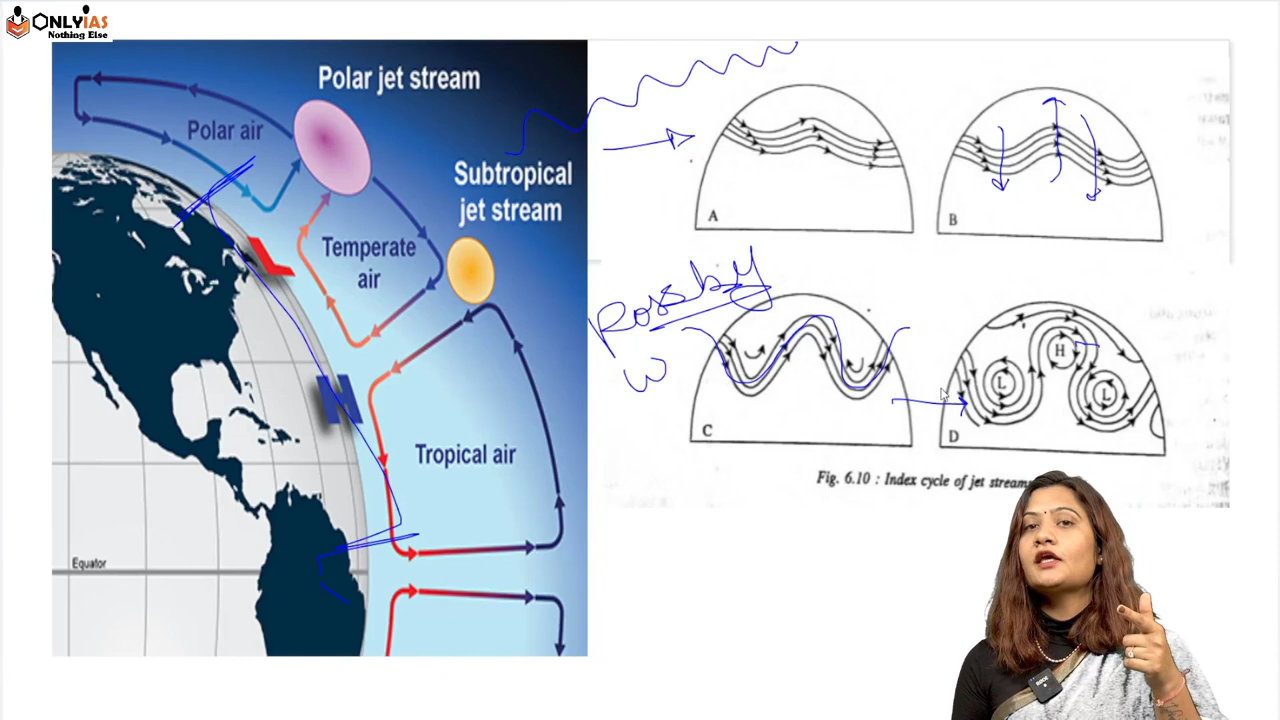 ONLYIAS
Nothing Else
Polar jet stream
Polar air
Subtropical
jet stream
Temperate
air
Tropical air
Equator
L
H
A
B
Rossby
W
C
H
L
L
D
Fig. 6.10 : Index cycle of jet stream